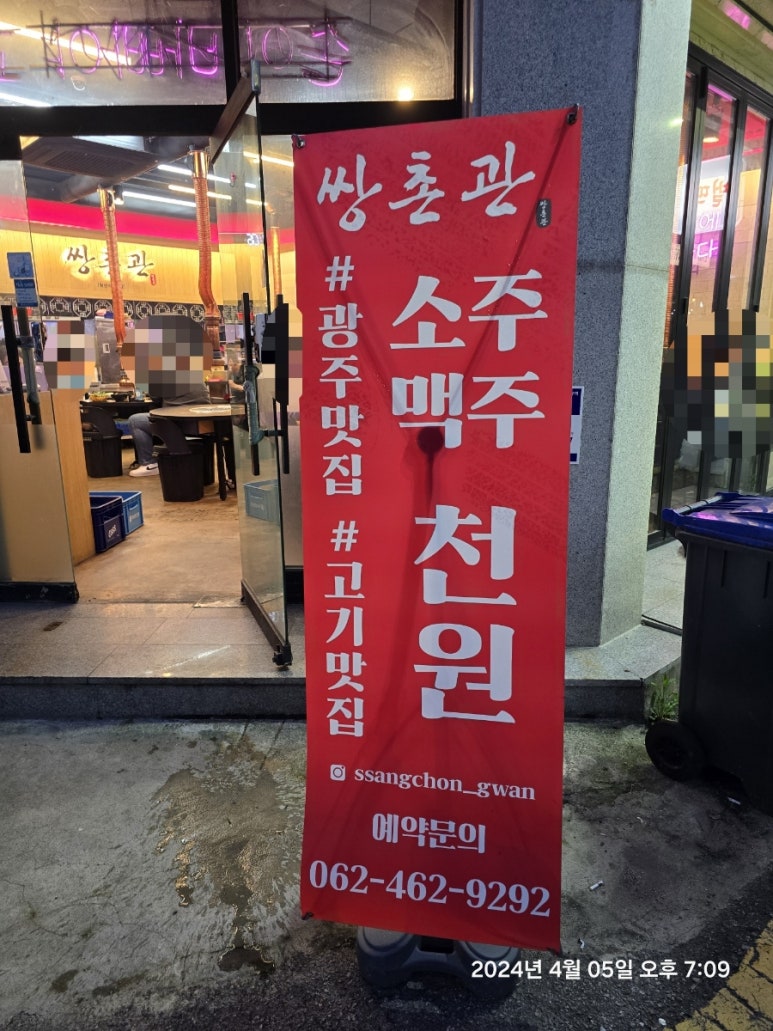 쌍촌관
쌍촌관
#광주맛집 #고기맛집
소주
맥주
천원
ssangchon_gwan
예약문의
062-462-9292
2024년 4월 05일 오후 7:09